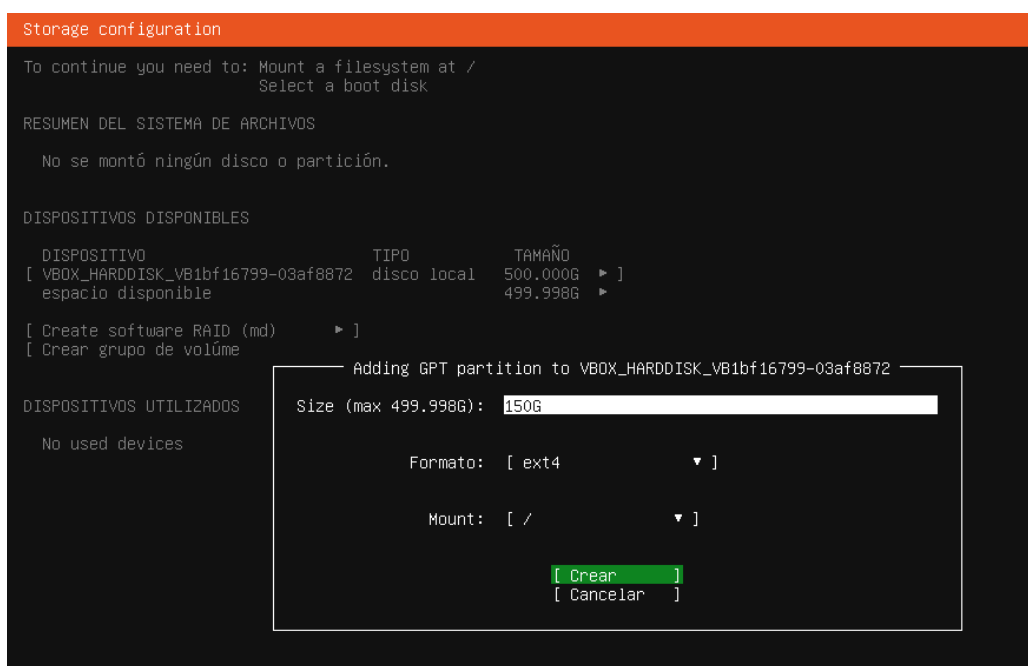 Storage configuration
To continue you need to: Mount a filesystem at /
Select a boot disk
RESUMEN DEL SISTEMA DE ARCHIVOS
No se montó ningún disco o partición.
DISPOSITIVOS DISPONIBLES
DISPOSITIVO TIPO TAMAÑO
[ VBOX_HARDDISK_VB1bf16799-03af8872 disco local 500.000G ▸ ]
espacio disponible 499.998G ▸
[ Create software RAID (md) ▸ ]
[ Crear grupo de volúme
Adding GPT partition to VBOX_HARDDISK_VB1bf16799-03af8872
DISPOSITIVOS UTILIZADOS
No used devices
Size (max 499.998G): 150G
Formato: [ ext4 ▾ ]
Mount: [ / ▾ ]
[ Crear ]
[ Cancelar ]